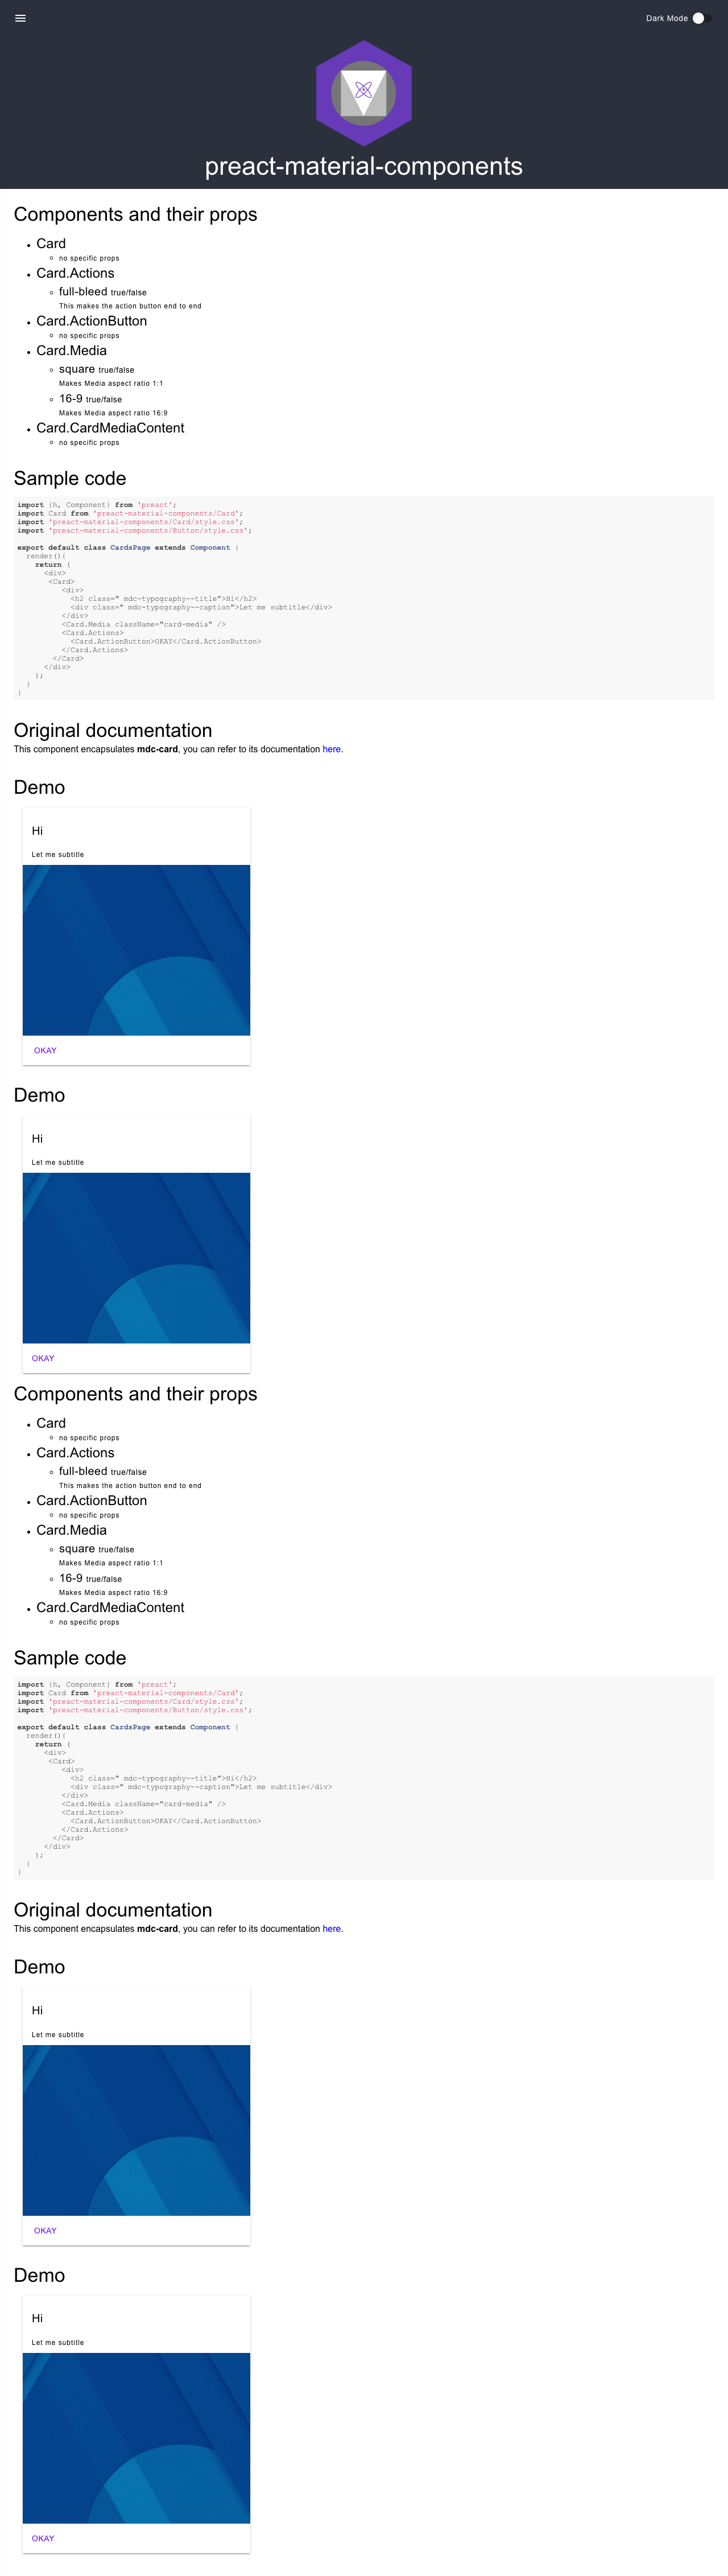 Dark Mode
preact-material-components
Components and their props
Card
no specific props
Card.Actions
full-bleed true/false
This makes the action button end to end
Card.ActionButton
no specific props
Card.Media
square true/false
Makes Media aspect ratio 1:1
16-9 true/false
Makes Media aspect ratio 16:9
Card.CardMediaContent
no specific props
Sample code
import {h, Component} from 'preact';
import Card from 'preact-material-components/Card';
import 'preact-material-components/Card/style.css';
import 'preact-material-components/Button/style.css';
export default class CardsPage extends Component {
render(){
return (
<div>
<Card>
<div>
<h2 class=" mdc-typography--title">Hi</h2>
<div class=" mdc-typography--caption">Let me subtitle</div>
</div>
<Card.Media className="card-media" />
<Card.Actions>
<Card.ActionButton>OKAY</Card.ActionButton>
</Card.Actions>
</Card>
</div>
);
}
}
Original documentation
This component encapsulates mdc-card, you can refer to its documentation here.
Demo
Hi
Let me subtitle
OKAY
Demo
Hi
Let me subtitle
OKAY
Components and their props
Card
no specific props
Card.Actions
full-bleed true/false
This makes the action button end to end
Card.ActionButton
no specific props
Card.Media
square true/false
Makes Media aspect ratio 1:1
16-9 true/false
Makes Media aspect ratio 16:9
Card.CardMediaContent
no specific props
Sample code
import {h, Component} from 'preact';
import Card from 'preact-material-components/Card';
import 'preact-material-components/Card/style.css';
import 'preact-material-components/Button/style.css';
export default class CardsPage extends Component {
render(){
return (
<div>
<Card>
<div>
<h2 class=" mdc-typography--title">Hi</h2>
<div class=" mdc-typography--caption">Let me subtitle</div>
</div>
<Card.Media className="card-media" />
<Card.Actions>
<Card.ActionButton>OKAY</Card.ActionButton>
</Card.Actions>
</Card>
</div>
);
}
}
Original documentation
This component encapsulates mdc-card, you can refer to its documentation here.
Demo
Hi
Let me subtitle
OKAY
Demo
Hi
Let me subtitle
OKAY